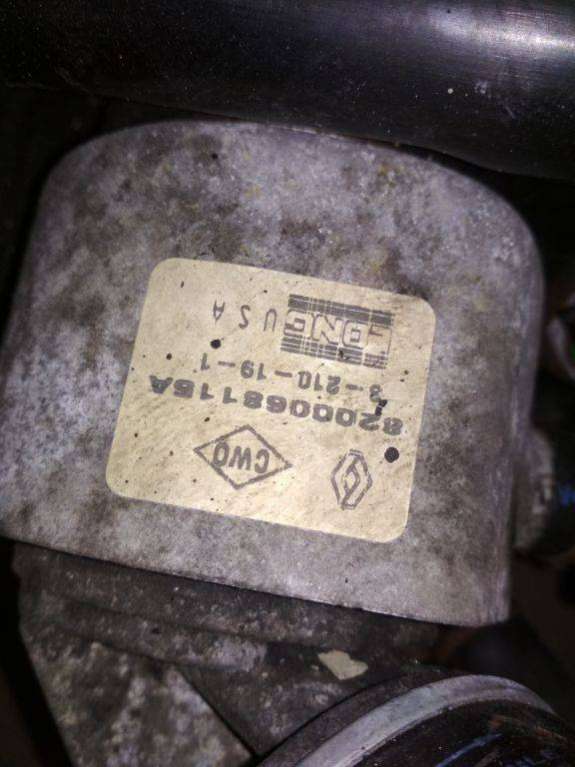 CWO
8200068115A
3-210-19-1
LONG USA